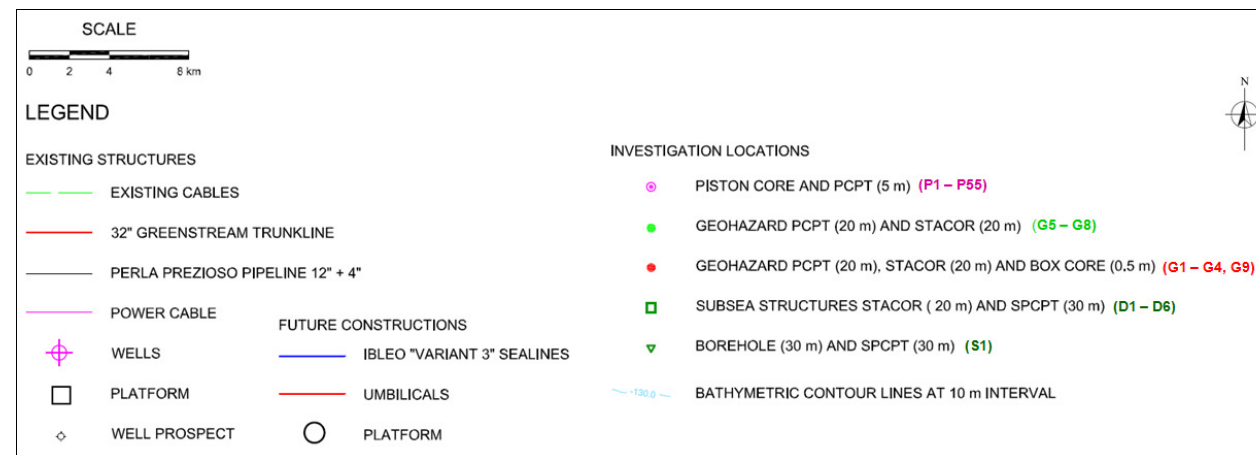 SCALE
0 2 4 8 km
N
LEGEND
EXISTING STRUCTURES
EXISTING CABLES
32" GREENSTREAM TRUNKLINE
PERLA PREZIOSO PIPELINE 12" + 4"
POWER CABLE
WELLS
PLATFORM
WELL PROSPECT
FUTURE CONSTRUCTIONS
IBLEO "VARIANT 3" SEALINES
UMBILICALS
PLATFORM
INVESTIGATION LOCATIONS
PISTON CORE AND PCPT (5 m) (P1 – P55)
GEOHAZARD PCPT (20 m) AND STACOR (20 m) (G5 – G8)
GEOHAZARD PCPT (20 m), STACOR (20 m) AND BOX CORE (0.5 m) (G1 – G4, G9)
SUBSEA STRUCTURES STACOR ( 20 m) AND SPCPT (30 m) (D1 – D6)
BOREHOLE (30 m) AND SPCPT (30 m) (S1)
-130.0 BATHYMETRIC CONTOUR LINES AT 10 m INTERVAL